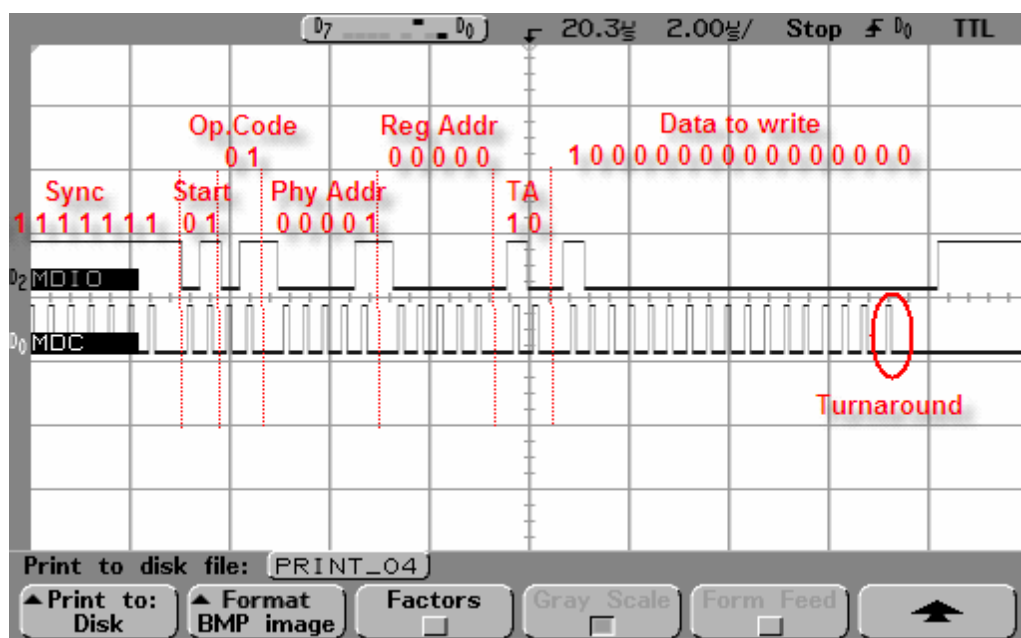 D7 D0 20.3µs 2.00µs/ Stop D0 TTL
Op.Code Reg Addr Data to write
0 1 0 0 0 0 0 1 0 0 0 0 0 0 0 0 0 0 0 0 0 0 0
Sync Start Phy Addr TA
1 1 1 1 1 1 1 0 1 0 0 0 0 1 1 0
D2 MDIO
D0 MDC
Turnaround
Print to disk file: PRINT_04
Print to: Disk
Format BMP image
Factors
Gray Scale
Form Feed